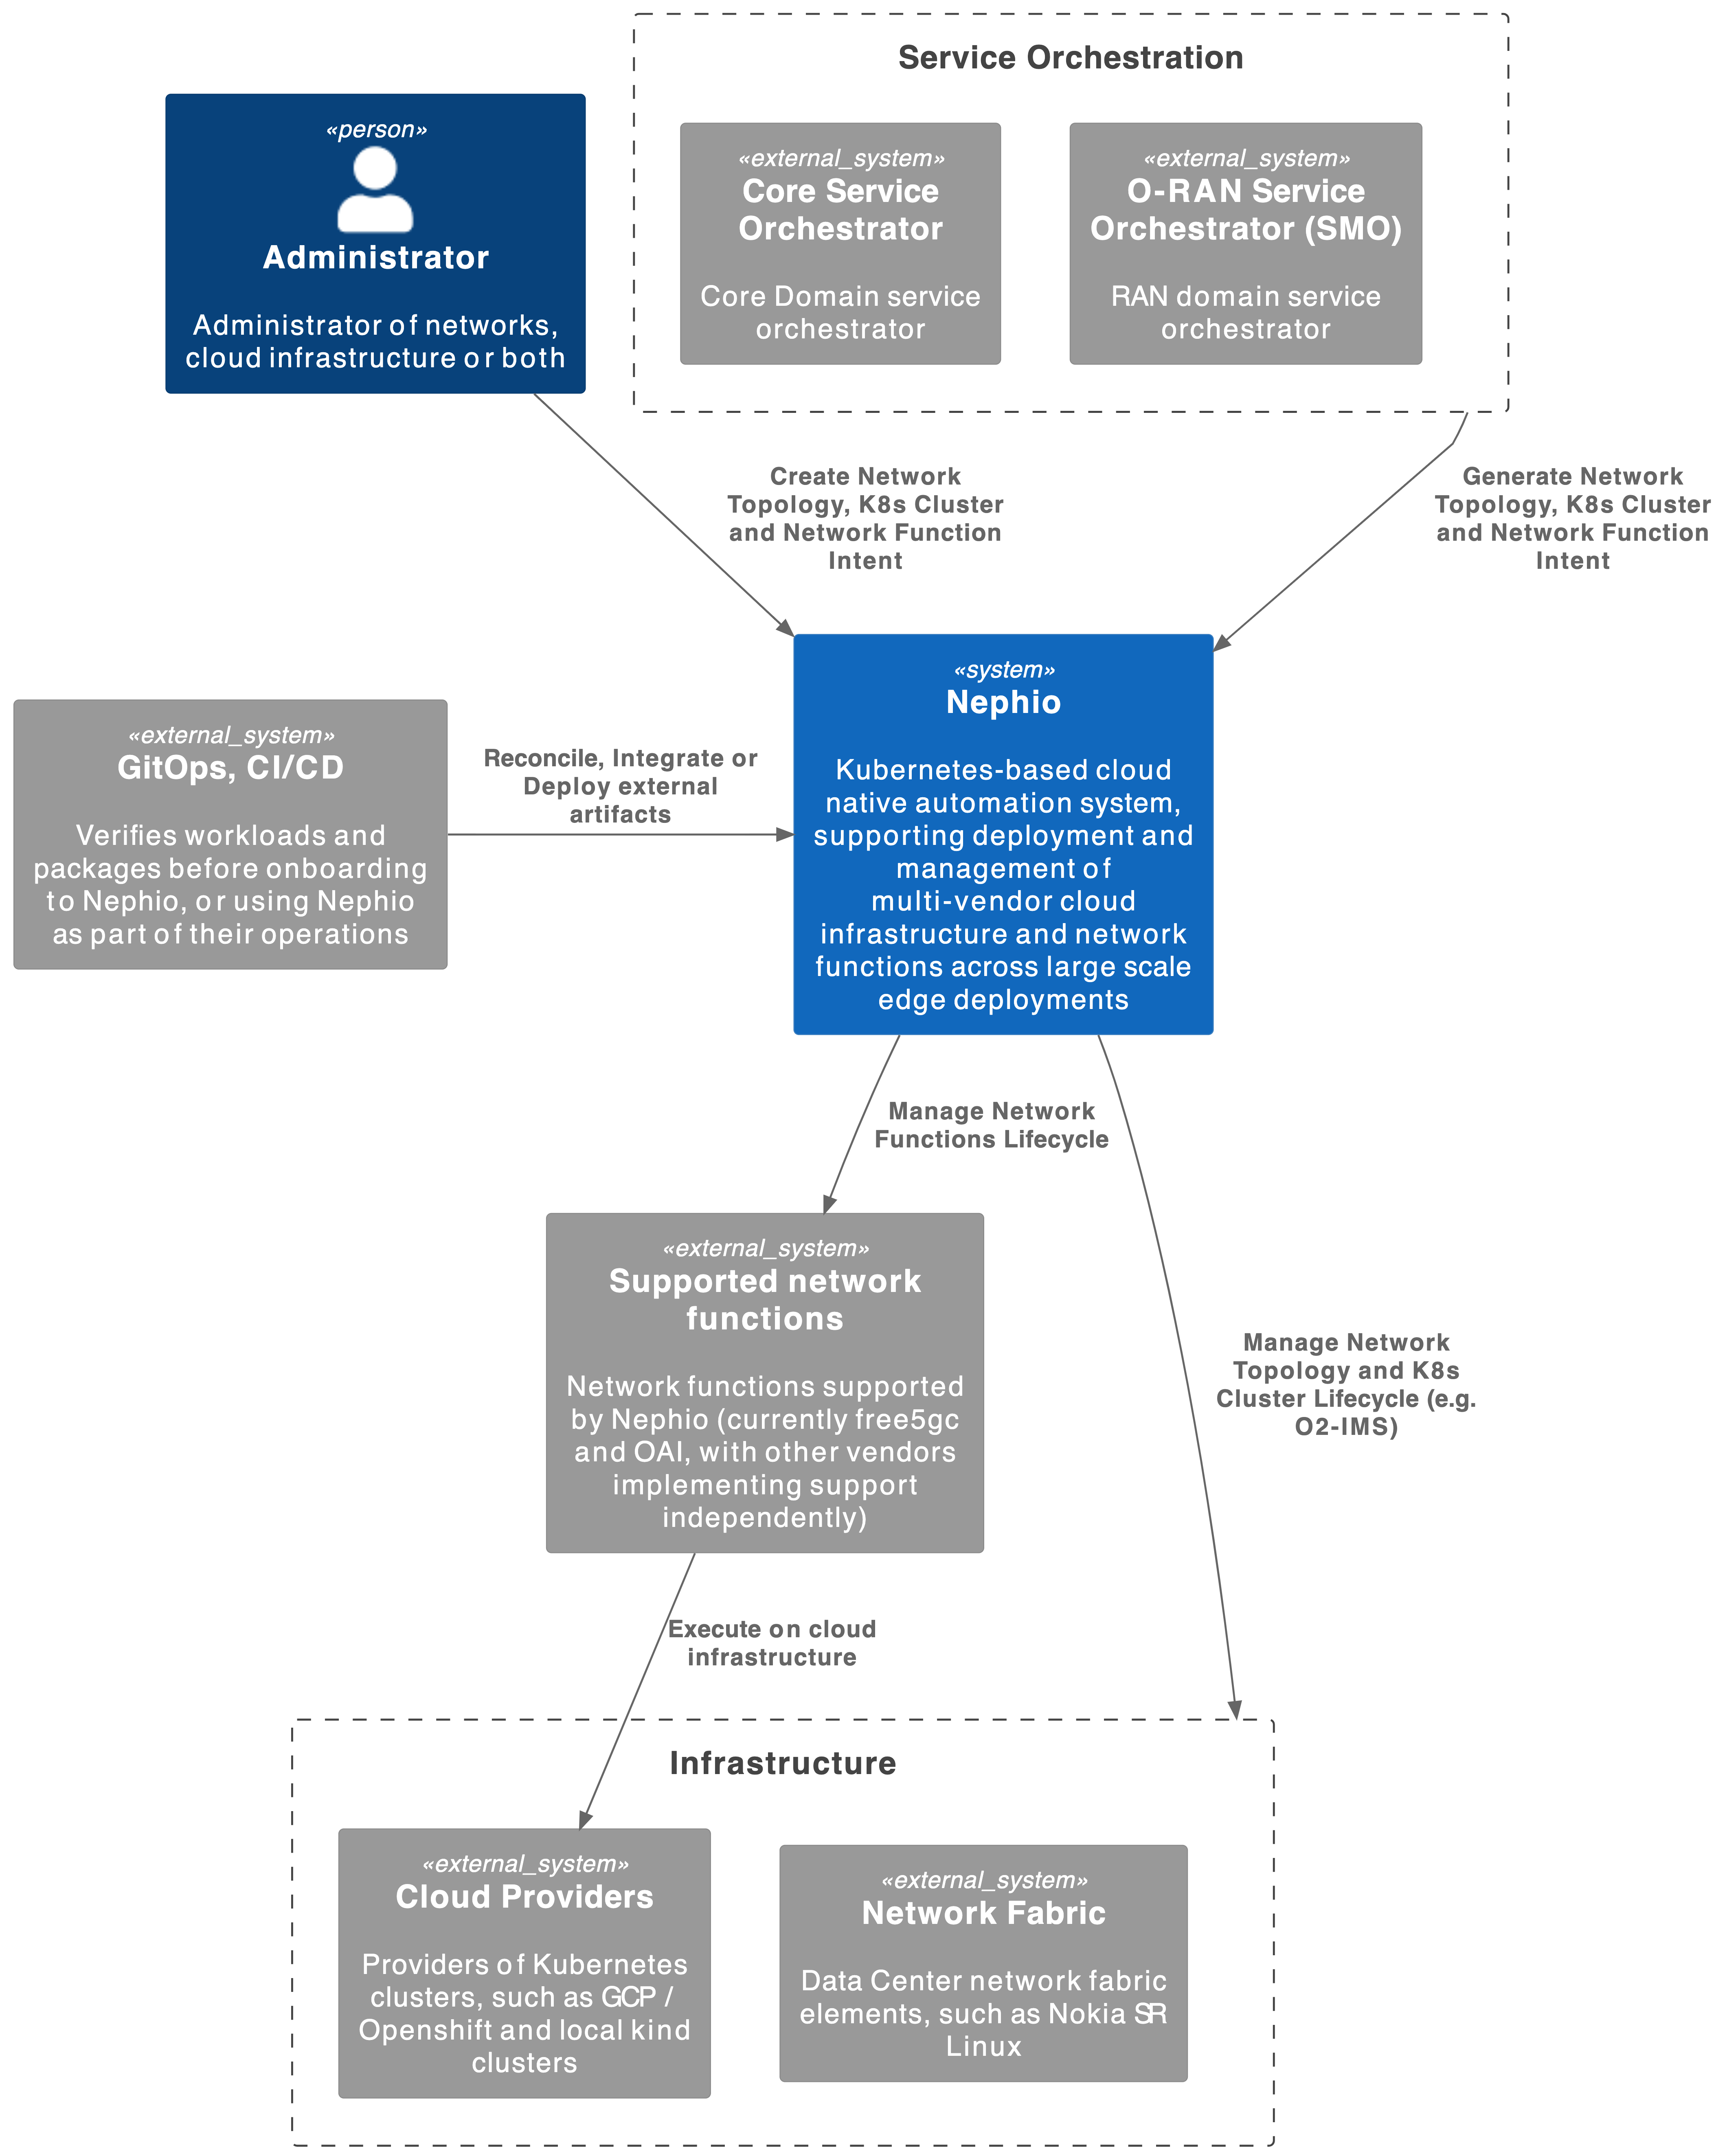 Service Orchestration
«person»
Administrator
Administrator of networks,
cloud infrastructure or both
«external_system»
Core Service
Orchestrator
Core Domain service
orchestrator
«external_system»
O-RAN Service
Orchestrator (SMO)
RAN domain service
orchestrator
Create Network
Topology, K8s Cluster
and Network Function
Intent
Generate Network
Topology, K8s Cluster
and Network Function
Intent
«external_system»
GitOps, CI/CD
Verifies workloads and
packages before onboarding
to Nephio, or using Nephio
as part of their operations
Reconcile, Integrate or
Deploy external
artifacts
«system»
Nephio
Kubernetes-based cloud
native automation system,
supporting deployment and
management of
multi-vendor cloud
infrastructure and network
functions across large scale
edge deployments
Manage Network
Functions Lifecycle
«external_system»
Supported network
functions
Network functions supported
by Nephio (currently free5gc
and OAI, with other vendors
implementing support
independently)
Manage Network
Topology and K8s
Cluster Lifecycle (e.g.
O2-IMS)
Execute on cloud
infrastructure
Infrastructure
«external_system»
Cloud Providers
Providers of Kubernetes
clusters, such as GCP /
Openshift and local kind
clusters
«external_system»
Network Fabric
Data Center network fabric
elements, such as Nokia SR
Linux